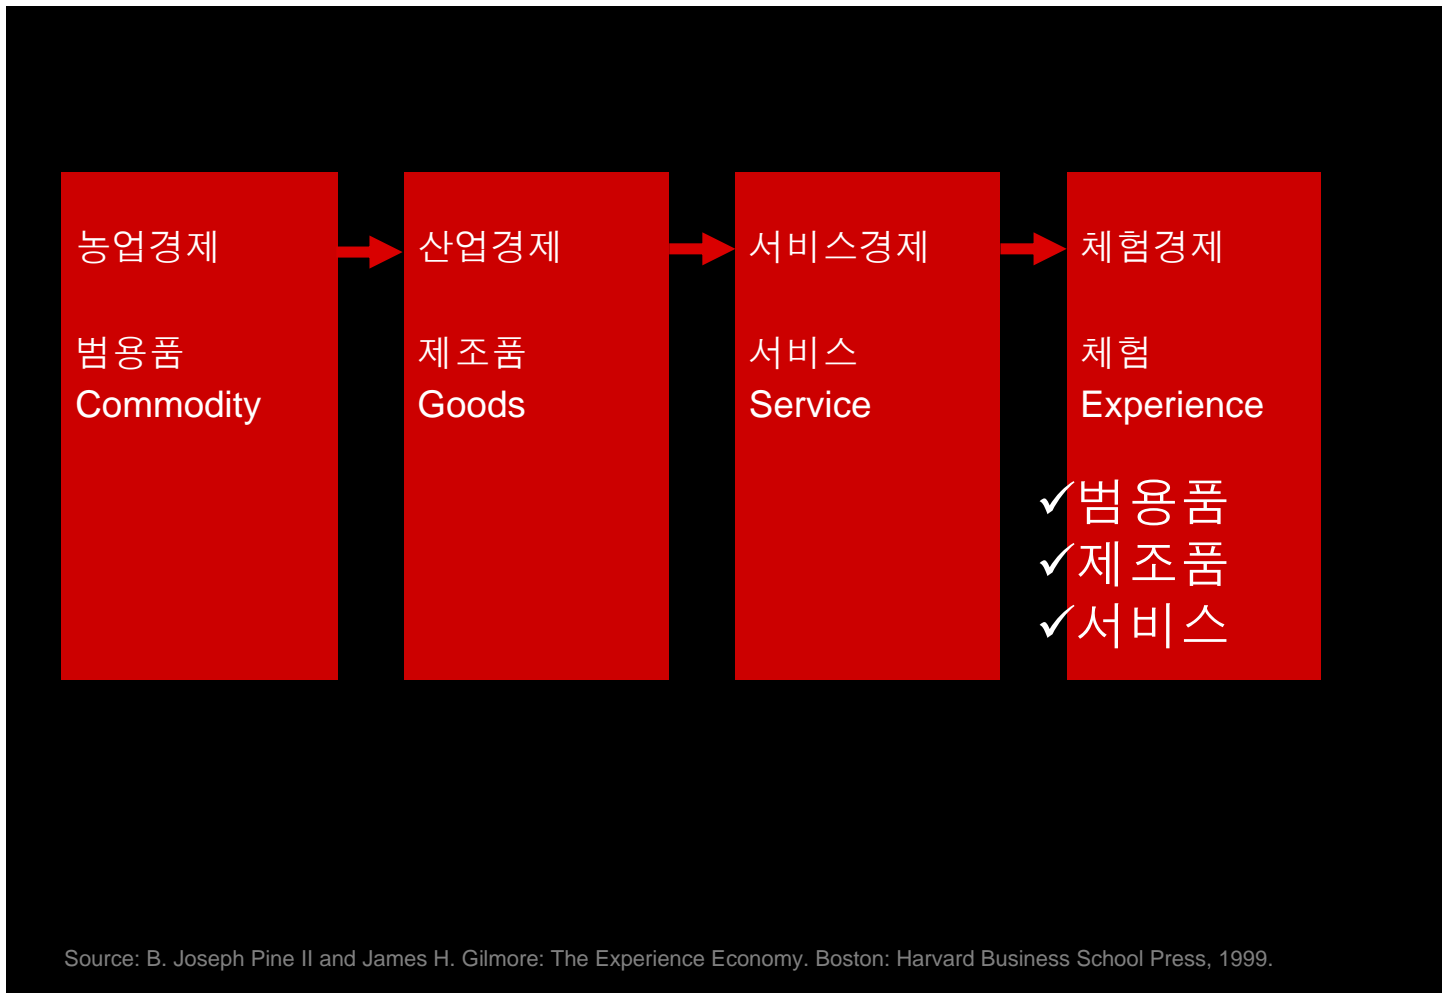 농업경제
범용품
Commodity
산업경제
제조품
Goods
서비스경제
서비스
Service
체험경제
체험
Experience
✓범용품
✓제조품
✓서비스
Source: B. Joseph Pine II and James H. Gilmore: The Experience Economy. Boston: Harvard Business School Press, 1999.